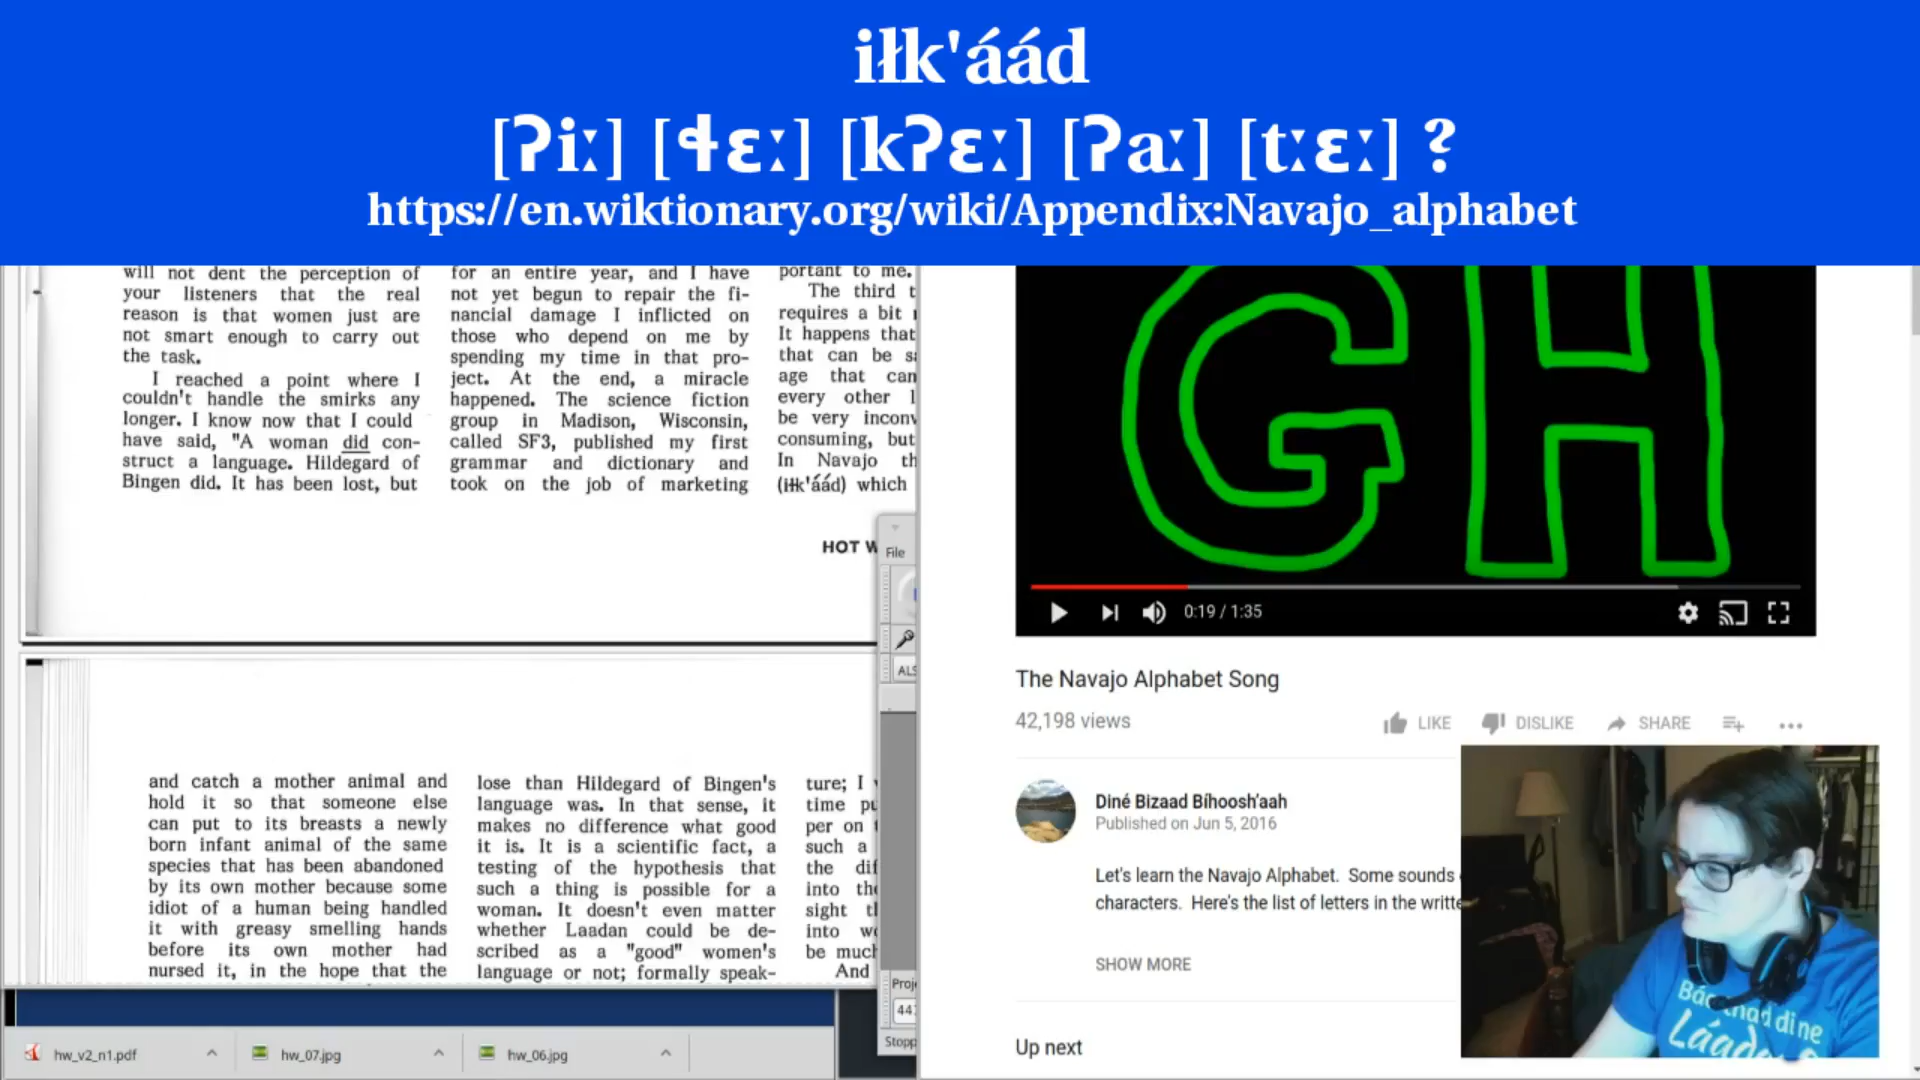 iłk'áád
[ʔiː] [ɬɛː] [kʔɛː] [ʔaː] [tːɛː] ?
https://en.wiktionary.org/wiki/Appendix:Navajo_alphabet
will not dent the perception of
your listeners that the real
reason is that women just are
not smart enough to carry out
the task.
I reached a point where I
couldn't handle the smirks any
longer. I know now that I could
have said, "A woman did con-
struct a language. Hildegard of
Bingen did. It has been lost, but
for an entire year, and I have
not yet begun to repair the fi-
nancial damage I inflicted on
those who depend on me by
spending my time in that pro-
ject. At the end, a miracle
happened. The science fiction
group in Madison, Wisconsin,
called SF3, published my first
grammar and dictionary and
took on the job of marketing
portant to me.
The third t
requires a bit
It happens that
that can be s
age that can
every other l
be very inconv
consuming, but
In Navajo th
(iłk'áád) which
HOT W
and catch a mother animal and
hold it so that someone else
can put to its breasts a newly
born infant animal of the same
species that has been abandoned
by its own mother because some
idiot of a human being handled
it with greasy smelling hands
before its own mother had
nursed it, in the hope that the
lose than Hildegard of Bingen's
language was. In that sense, it
makes no difference what good
it is. It is a scientific fact, a
testing of the hypothesis that
such a thing is possible for a
woman. It doesn't even matter
whether Laadan could be de-
scribed as a "good" women's
language or not; formally speak-
ture; I
time pu
per on
such a
the dif
into the
sight t
into wo
be much
And
File
ALS
Proje
44
Stopp
hw_v2_n1.pdf
hw_07.jpg
hw_06.jpg
GH
0:19 / 1:35
The Navajo Alphabet Song
42,198 views
LIKE DISLIKE SHARE
Diné Bizaad Bíhoosh'aah
Published on Jun 5, 2016
Let's learn the Navajo Alphabet. Some sounds
characters. Here's the list of letters in the writte
SHOW MORE
Up next